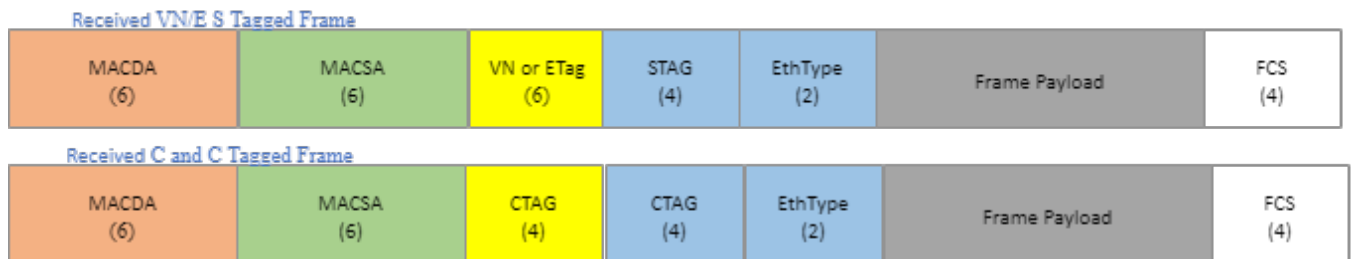 Received VN/E S Tagged Frame
MACDA MACSA VN or ETag STAG EthType Frame Payload FCS
(6) (6) (6) (4) (2) (4)
Received C and C Tagged Frame
MACDA MACSA CTAG CTAG EthType Frame Payload FCS
(6) (6) (4) (4) (2) (4)